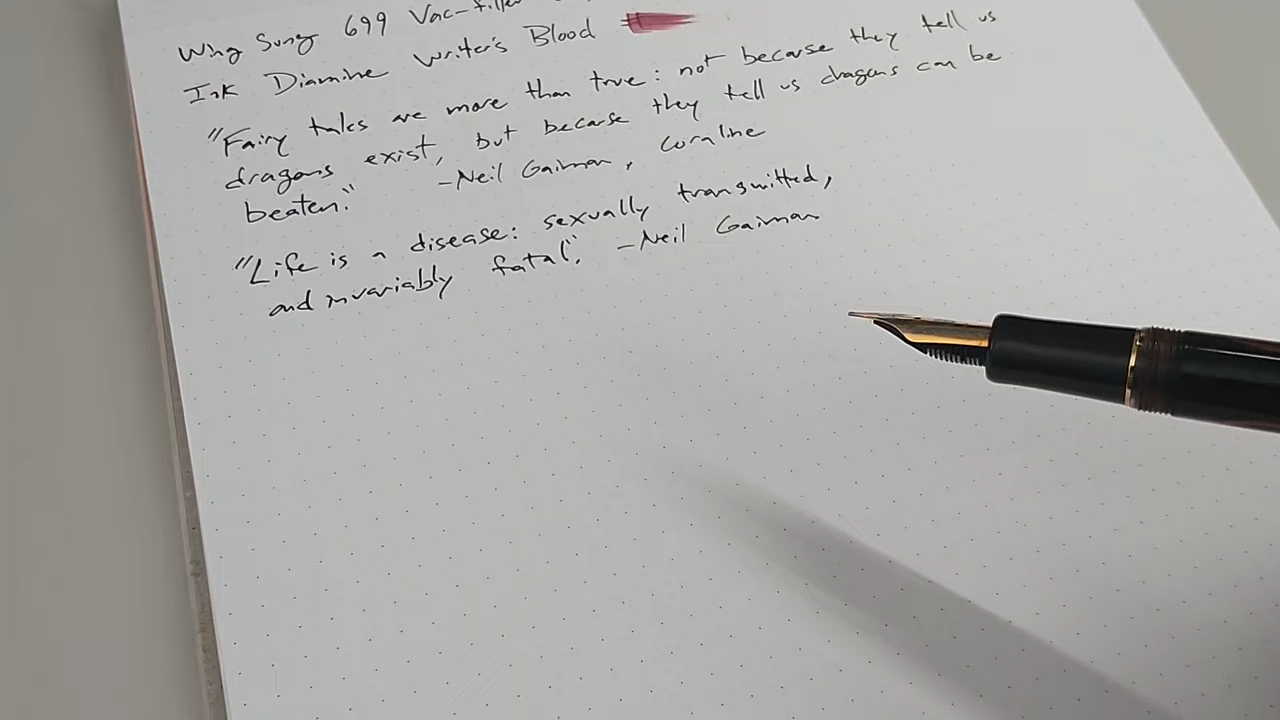 Wing Sung 699 Vac-filler
Ink Diamine Writer's Blood
"Fairy tales are more than true: not because they tell us
dragons exist, but because they tell us dragons can be
beaten." -Neil Gaiman, coraline
"Life is a disease: sexually transmitted,
and invariably fatal". -Neil Gaiman